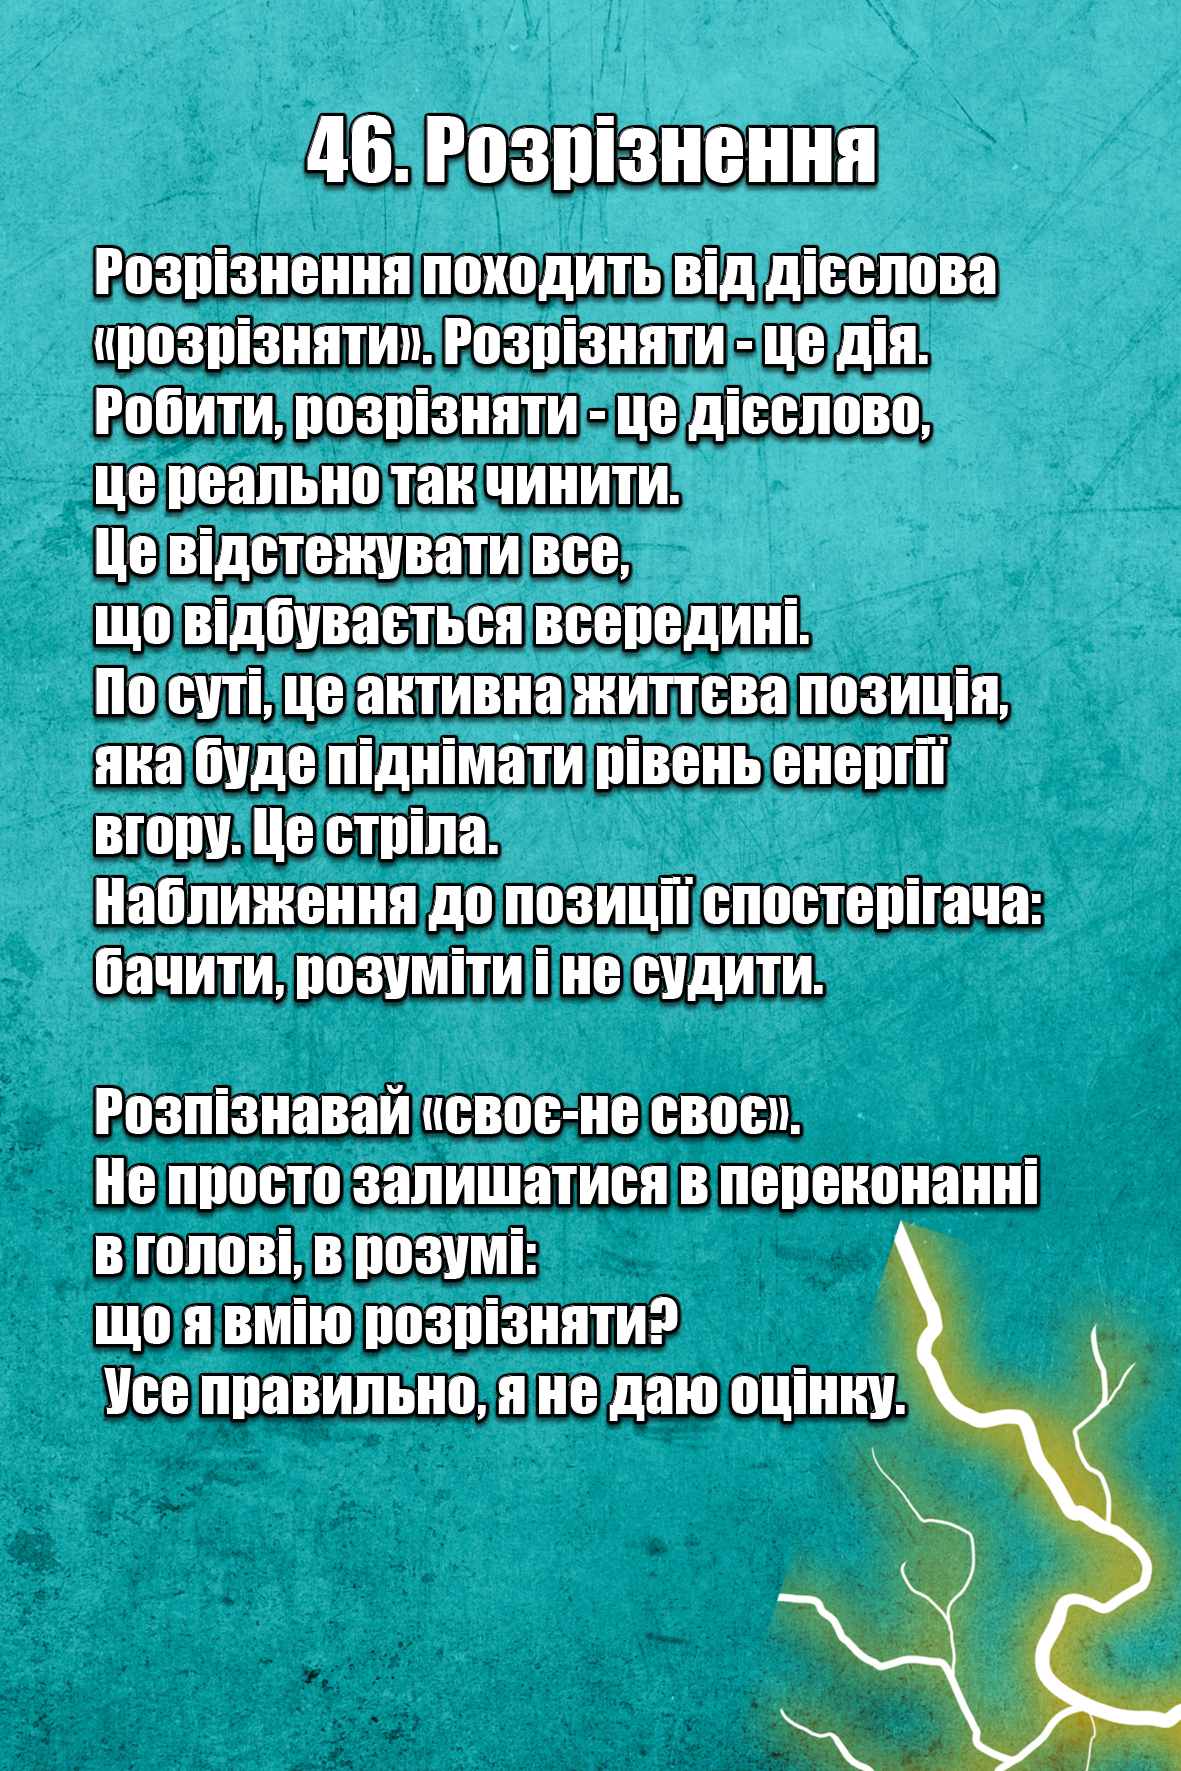 46. Розрізнення
Розрізнення походить від дієслова
«розрізняти». Розрізняти - це дія.
Робити, розрізняти - це дієслово,
це реально так чинити.
Це відстежувати все,
що відбувається всередині.
По суті, це активна життєва позиція,
яка буде піднімати рівень енергії
вгору. Це стріла.
Наближення до позиції спостерігача:
бачити, розуміти і не судити.
Розпізнавай «своє-не своє».
Не просто залишатися в переконанні
в голові, в розумі:
що я вмію розрізняти?
Усе правильно, я не даю оцінку.